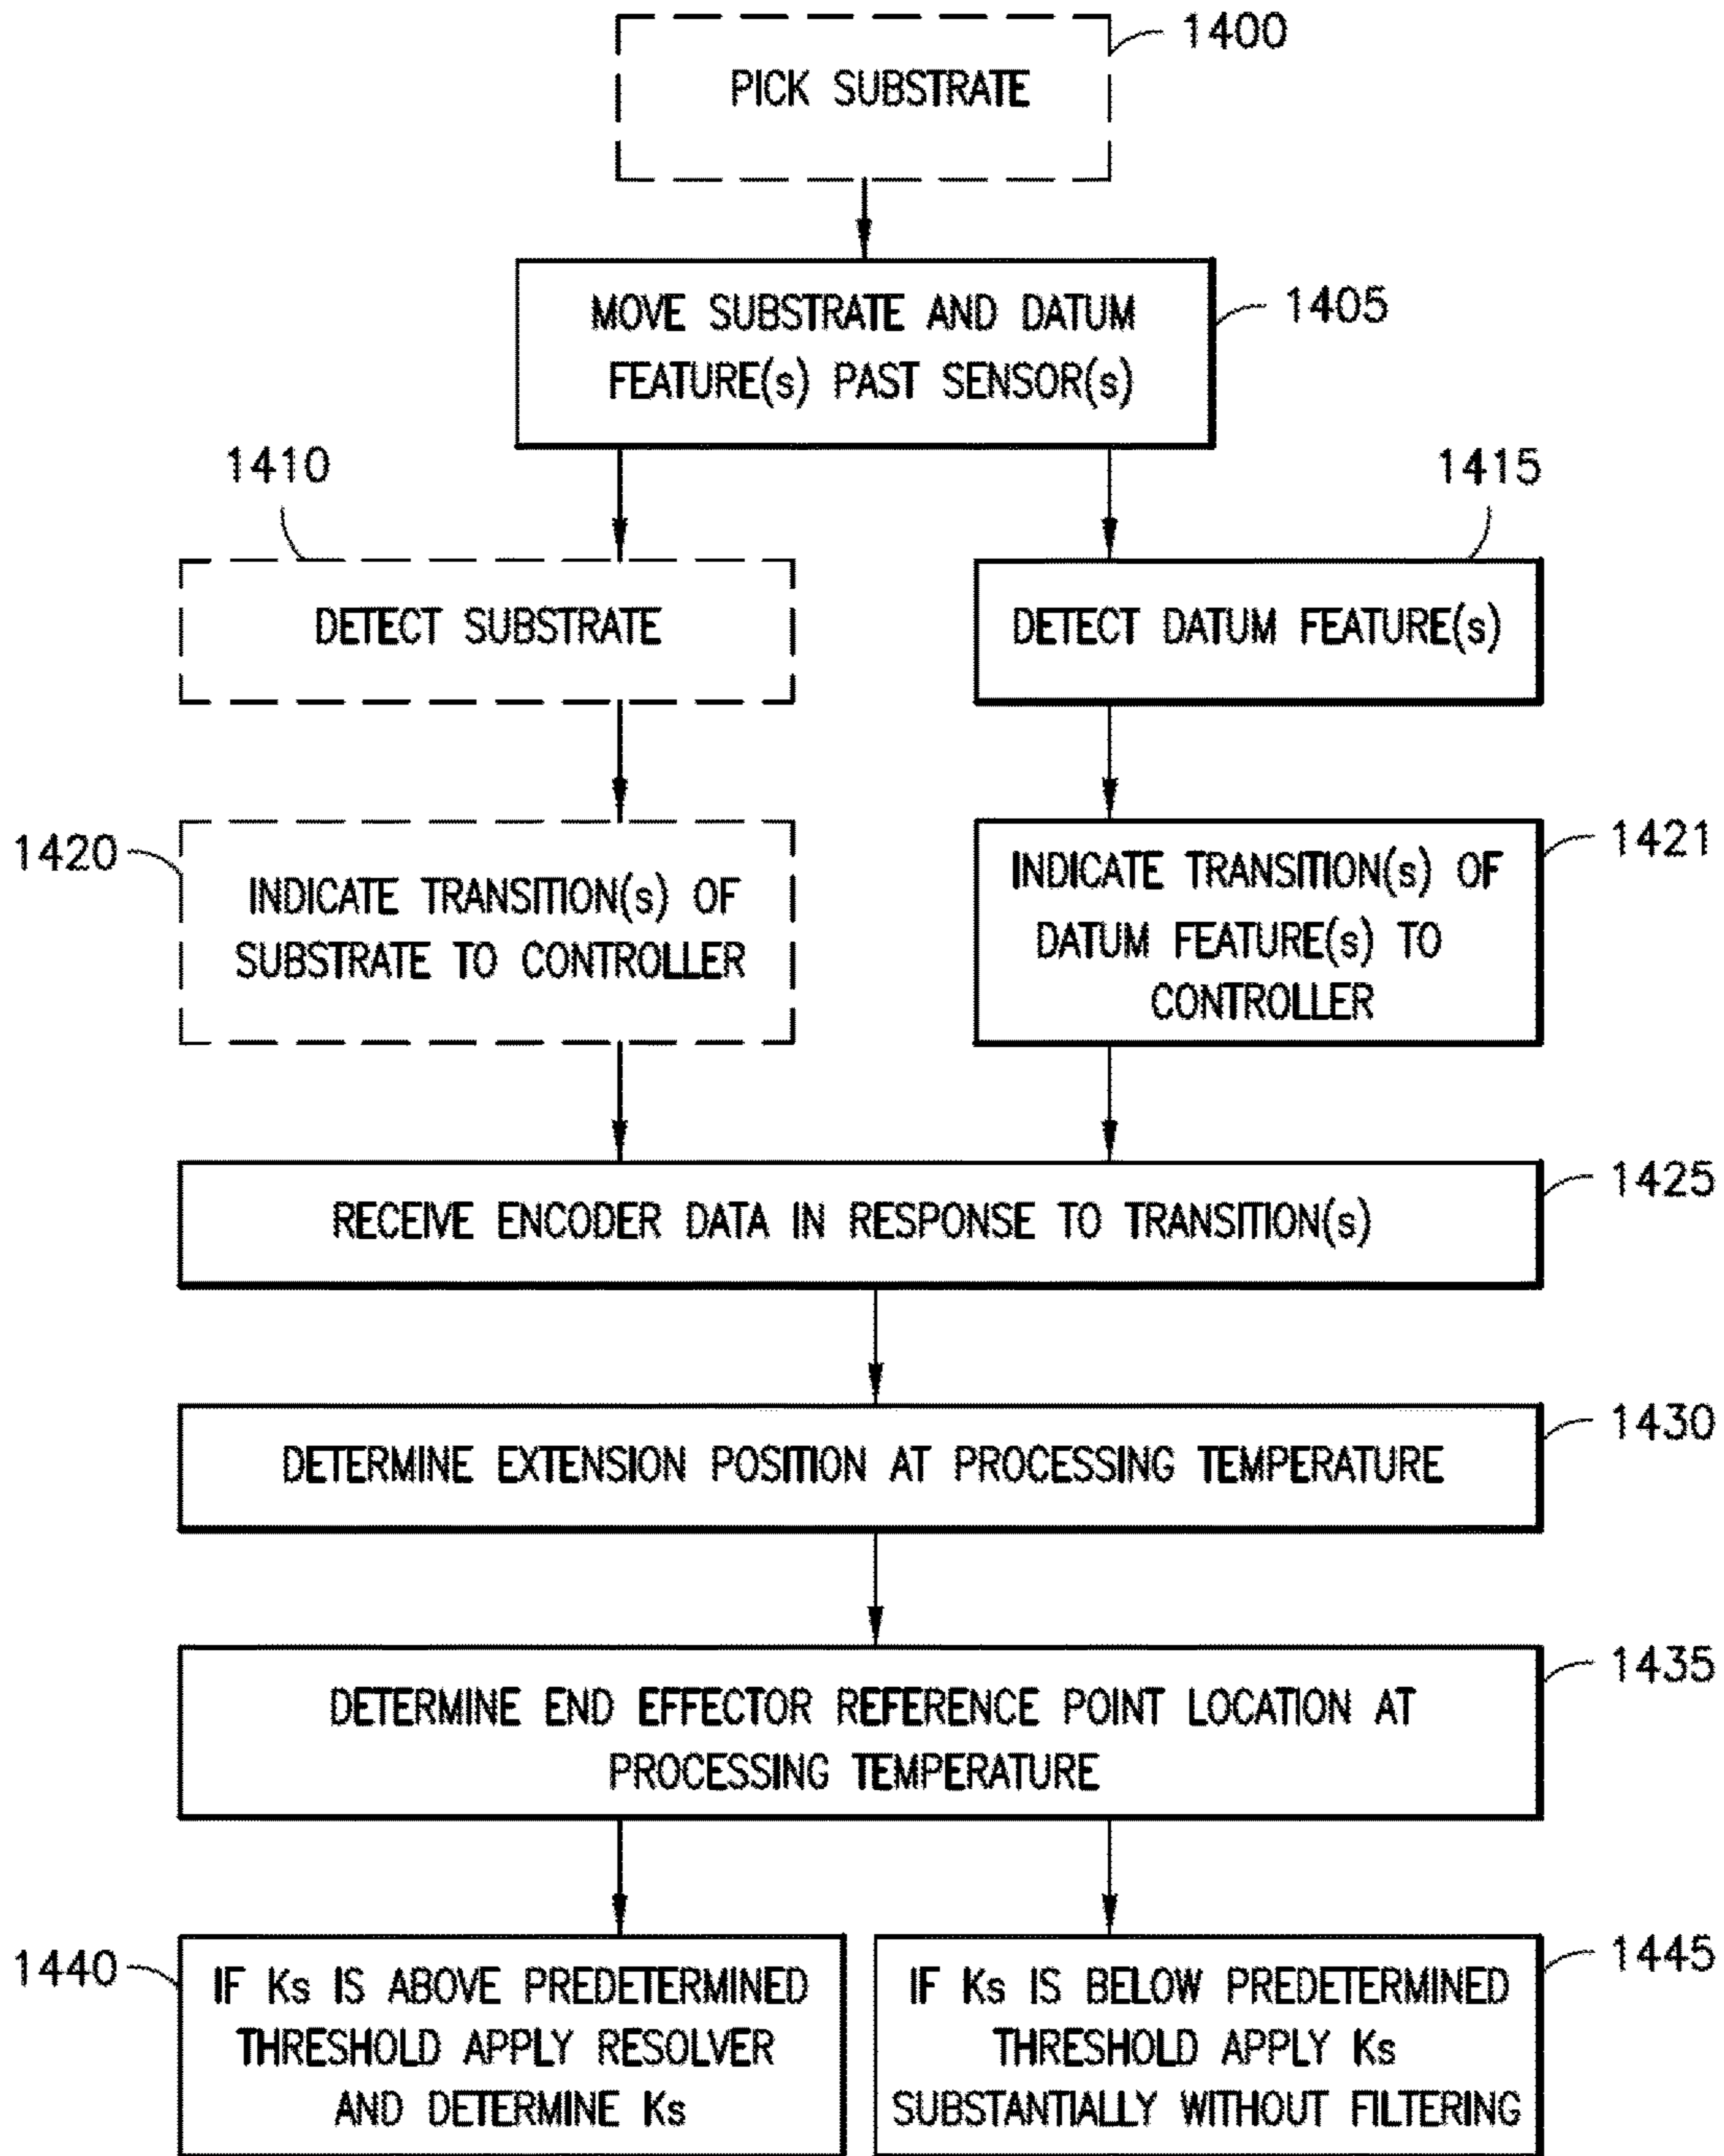 1400
PICK SUBSTRATE
1405
MOVE SUBSTRATE AND DATUM
FEATURE(s) PAST SENSOR(s)
1410
1415
DETECT SUBSTRATE
DETECT DATUM FEATURE(s)
1420
INDICATE TRANSITION(s) OF
SUBSTRATE TO CONTROLLER
1421
INDICATE TRANSITION(s) OF
DATUM FEATURE(s) TO
CONTROLLER
1425
RECEIVE ENCODER DATA IN RESPONSE TO TRANSITION(s)
1430
DETERMINE EXTENSION POSITION AT PROCESSING TEMPERATURE
1435
DETERMINE END EFFECTOR REFERENCE POINT LOCATION AT
PROCESSING TEMPERATURE
1440
IF Ks IS ABOVE PREDETERMINED
THRESHOLD APPLY RESOLVER
AND DETERMINE Ks
1445
IF Ks IS BELOW PREDETERMINED
THRESHOLD APPLY Ks
SUBSTANTIALLY WITHOUT FILTERING